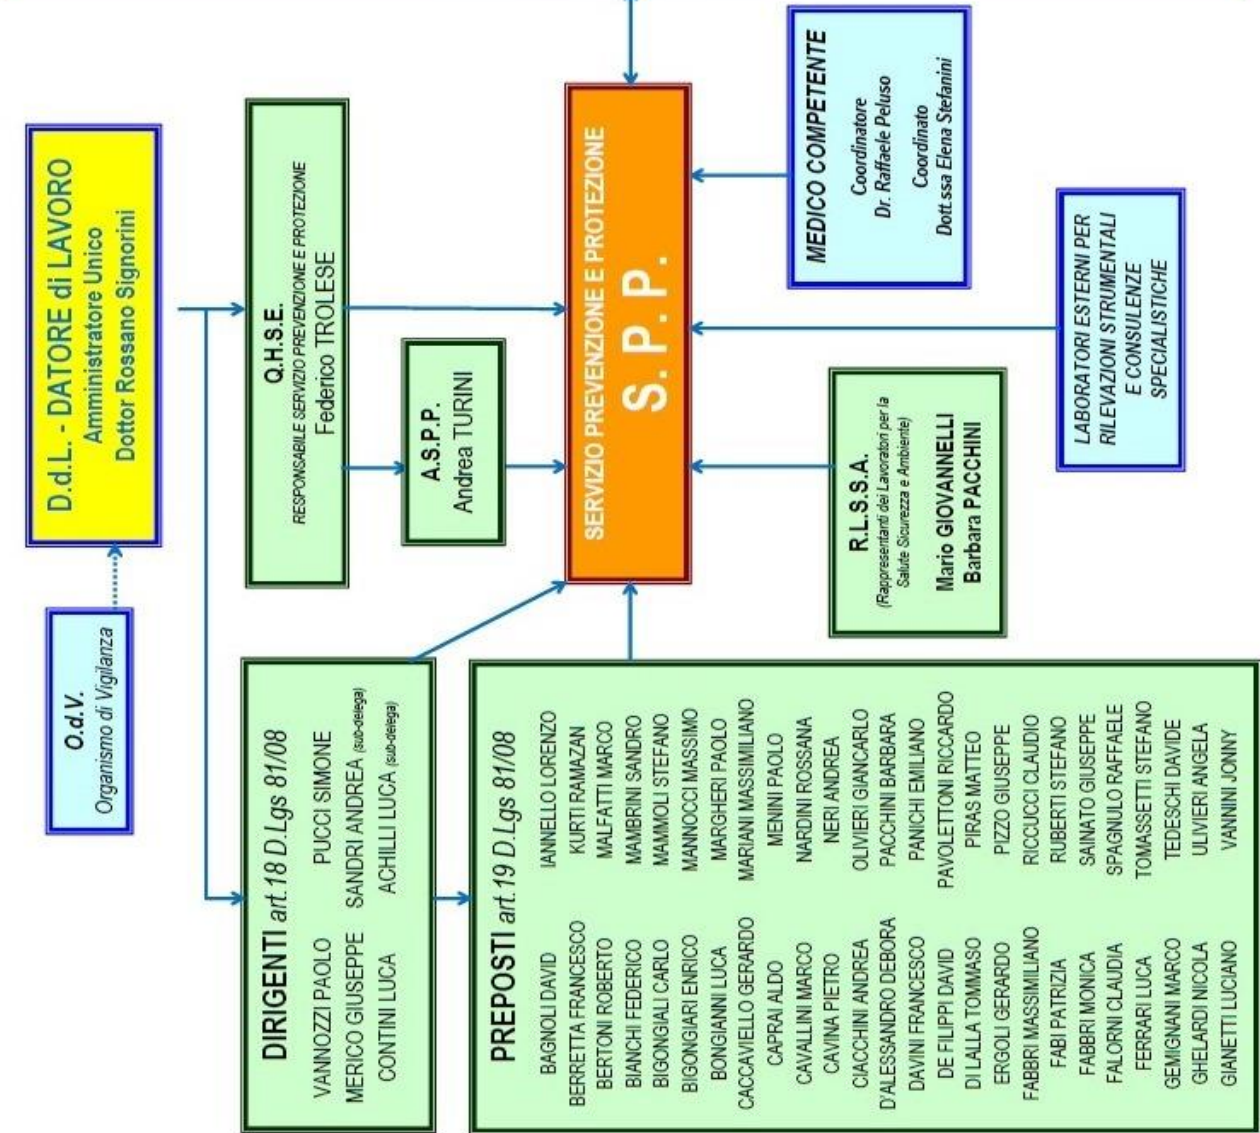 O.d.V.
Organismo di Vigilanza
D.d.L. - DATORE di LAVORO
Amministratore Unico
Dottor Rossano Signorini
DIRIGENTI art.18 D.Lgs 81/08
VANNOZZI PAOLO PUCCI SIMONE
MERICO GIUSEPPE SANDRI ANDREA (sub-delega)
CONTINI LUCA ACHILLI LUCA (sub-delega)
Q.H.S.E.
RESPONSABILE SERVIZIO PREVENZIONE E PROTEZIONE
Federico TROLESE
A.S.P.P.
Andrea TURINI
PREPOSTI art.19 D.Lgs 81/08
BAGNOLI DAVID IANNELLO LORENZO
BERRETTA FRANCESCO KURTI RAMAZAN
BERTONI ROBERTO MALFATTI MARCO
BIANCHI FEDERICO MAMBRINI SANDRO
BIGONGIALI CARLO MAMMOLI STEFANO
BIGONGIARI ENRICO MANNOCCI MASSIMO
BONGIANNI LUCA MARGHERI PAOLO
CACCAVIELLO GERARDO MARIANI MASSIMILIANO
CAPRAI ALDO MENINI PAOLO
CAVALLINI MARCO NARDINI ROSSANA
CAVINA PIETRO NERI ANDREA
CIACCHINI ANDREA OLIVIERI GIANCARLO
D'ALESSANDRO DEBORA PACCHINI BARBARA
DAVINI FRANCESCO PANICHI EMILIANO
DE FILIPPI DAVID PAVOLETTONI RICCARDO
DI LALLA TOMMASO PIRAS MATTEO
ERGOLI GERARDO PIZZO GIUSEPPE
FABBRI MASSIMILIANO RICCUCCI CLAUDIO
FABI PATRIZIA RUBERTI STEFANO
FABBRI MONICA SAINATO GIUSEPPE
FALORNI CLAUDIA SPAGNULO RAFFAELE
FERRARI LUCA TOMASSETTI STEFANO
GEMIGNANI MARCO TEDESCHI DAVIDE
GHELARDI NICOLA ULIVIERI ANGELA
GIANETTI LUCIANO VANNINI JONNY
SERVIZIO PREVENZIONE E PROTEZIONE
S. P. P.
R.L.S.S.A.
(Rappresentanti dei Lavoratori per la
Salute Sicurezza e Ambiente)
Mario GIOVANNELLI
Barbara PACCHINI
MEDICO COMPETENTE
Coordinatore
Dr. Raffaele Peluso
Coordinato
Dott.ssa Elena Stefanini
LABORATORI ESTERNI PER
RILEVAZIONI STRUMENTALI
E CONSULENZE
SPECIALISTICHE